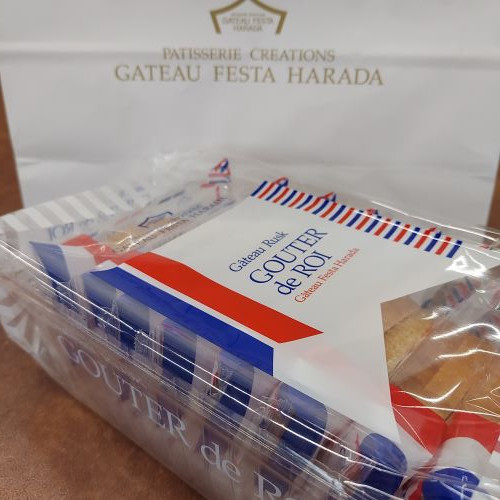 GATEAU FESTA
HARADA
PATISSERIE CREATIONS
GATEAU FESTA HARADA
Gâteau Rusk
GOUTER
de ROI
Gâteau Festa Harada
GOUTER de R